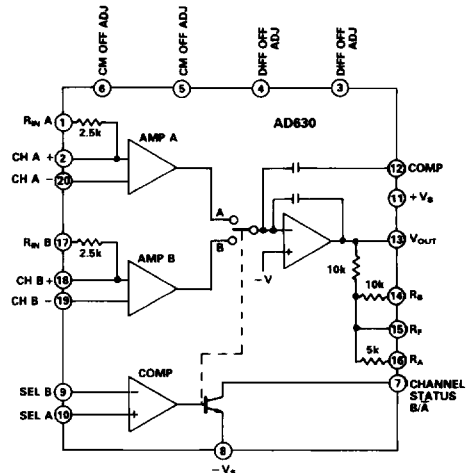 CM OFF ADJ
CM OFF ADJ
DIFF OFF
ADJ
DIFF OFF
ADJ
6
5
4
3
AD630
RIN A
1
2.5k
AMP A
CH A +
2
CH A −
20
12
COMP
11
+VS
A
B
RIN B
17
2.5k
AMP B
CH B+
18
CH B −
19
−
+
−V
13
VOUT
10k
10k
14
RB
15
RF
5k
16
RA
COMP
7
CHANNEL
STATUS
B/A̅
SEL B
9
−
SEL A
10
+
8
−VS